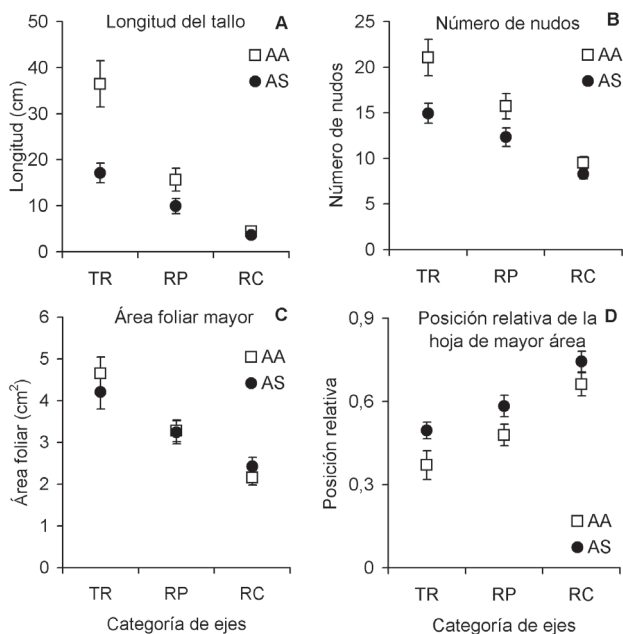 Longitud del tallo A
AA
AS
Longitud (cm)
50
40
30
20
10
0
TR RP RC
Número de nudos B
AA
AS
Número de nudos
25
20
15
10
5
0
TR RP RC
Área foliar mayor C
AA
AS
Área foliar (cm²)
6
5
4
3
2
1
0
TR RP RC
Categoría de ejes
Posición relativa de la D
hoja de mayor área
AA
AS
Posición relativa
0,9
0,6
0,3
0
TR RP RC
Categoría de ejes